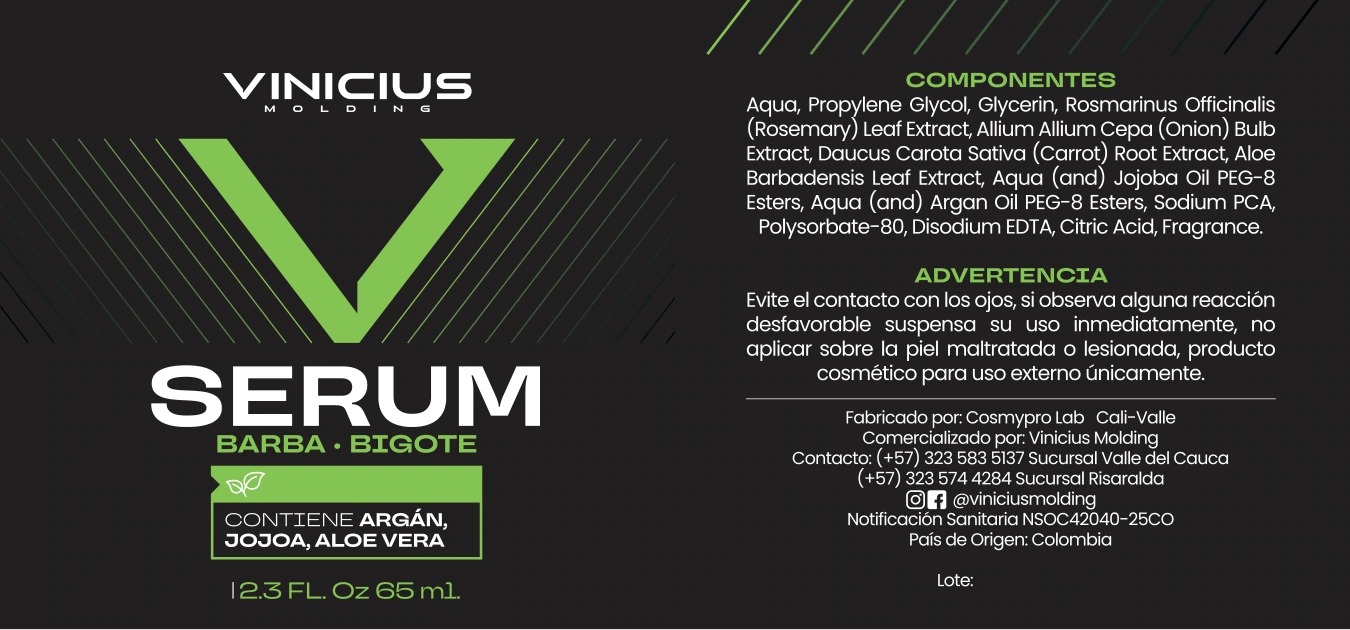 VINICIUS
MOLDING
SERUM
BARBA • BIGOTE
CONTIENE ARGÁN,
JOJOA, ALOE VERA
|2.3 FL. Oz 65 ml.
COMPONENTES
Aqua, Propylene Glycol, Glycerin, Rosmarinus Officinalis
(Rosemary) Leaf Extract, Allium Allium Cepa (Onion) Bulb
Extract, Daucus Carota Sativa (Carrot) Root Extract, Aloe
Barbadensis Leaf Extract, Aqua (and) Jojoba Oil PEG-8
Esters, Aqua (and) Argan Oil PEG-8 Esters, Sodium PCA,
Polysorbate-80, Disodium EDTA, Citric Acid, Fragrance.
ADVERTENCIA
Evite el contacto con los ojos, si observa alguna reacción
desfavorable suspensa su uso inmediatamente, no
aplicar sobre la piel maltratada o lesionada, producto
cosmético para uso externo únicamente.
Fabricado por: Cosmypro Lab Cali-Valle
Comercializado por: Vinicius Molding
Contacto: (+57) 323 583 5137 Sucursal Valle del Cauca
(+57) 323 574 4284 Sucursal Risaralda
@viniciusmolding
Notificación Sanitaria NSOC42040-25CO
País de Origen: Colombia
Lote: